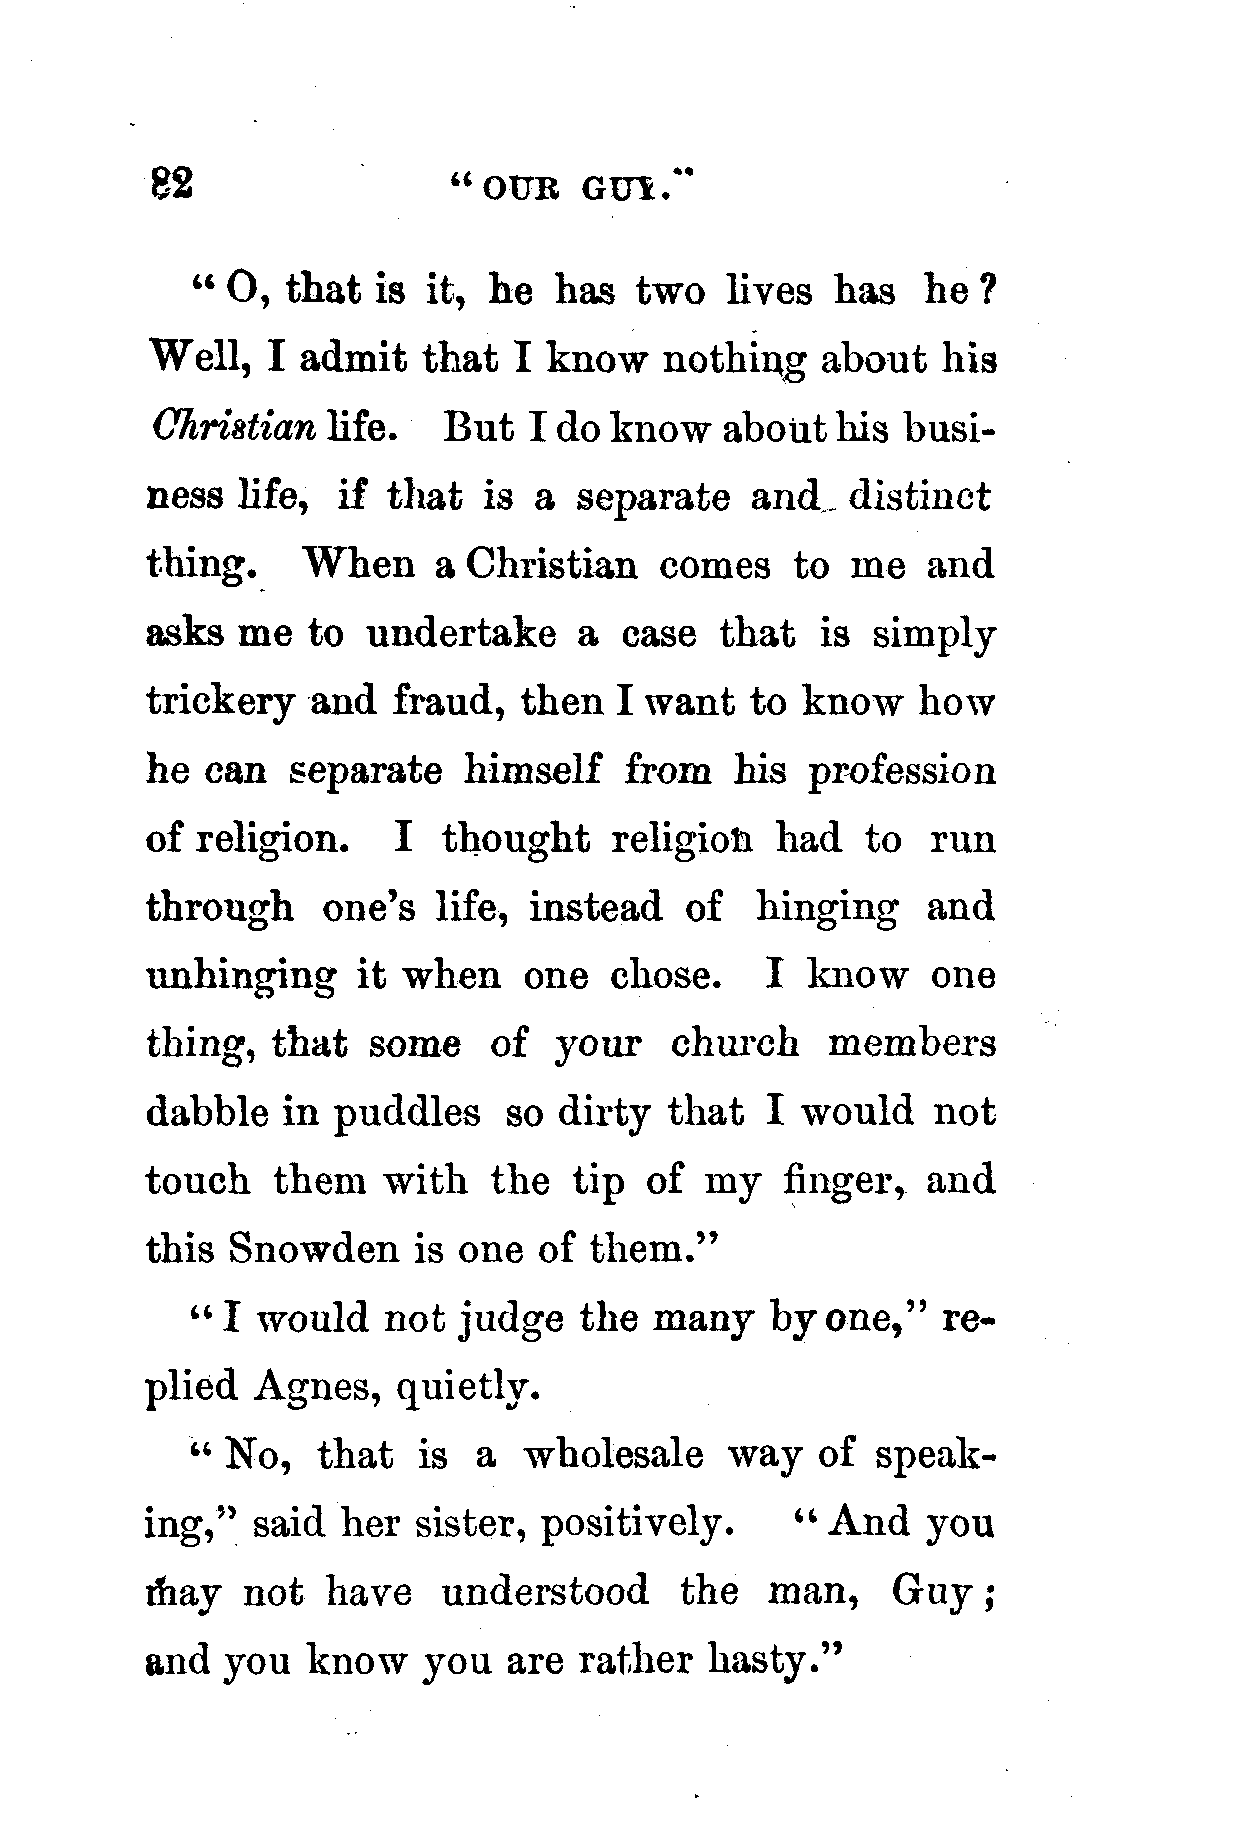 82 “ OUR GUY.”
“ O, that is it, he has two lives has he ?
Well, I admit that I know nothing about his
Christian life. But I do know about his busi-
ness life, if that is a separate and distinct
thing. When a Christian comes to me and
asks me to undertake a case that is simply
trickery and fraud, then I want to know how
he can separate himself from his profession
of religion. I thought religion had to run
through one’s life, instead of hinging and
unhinging it when one chose. I know one
thing, that some of your church members
dabble in puddles so dirty that I would not
touch them with the tip of my finger, and
this Snowden is one of them.”
“ I would not judge the many by one,” re-
plied Agnes, quietly.
“ No, that is a wholesale way of speak-
ing,” said her sister, positively. “ And you
may not have understood the man, Guy ;
and you know you are rather hasty.”